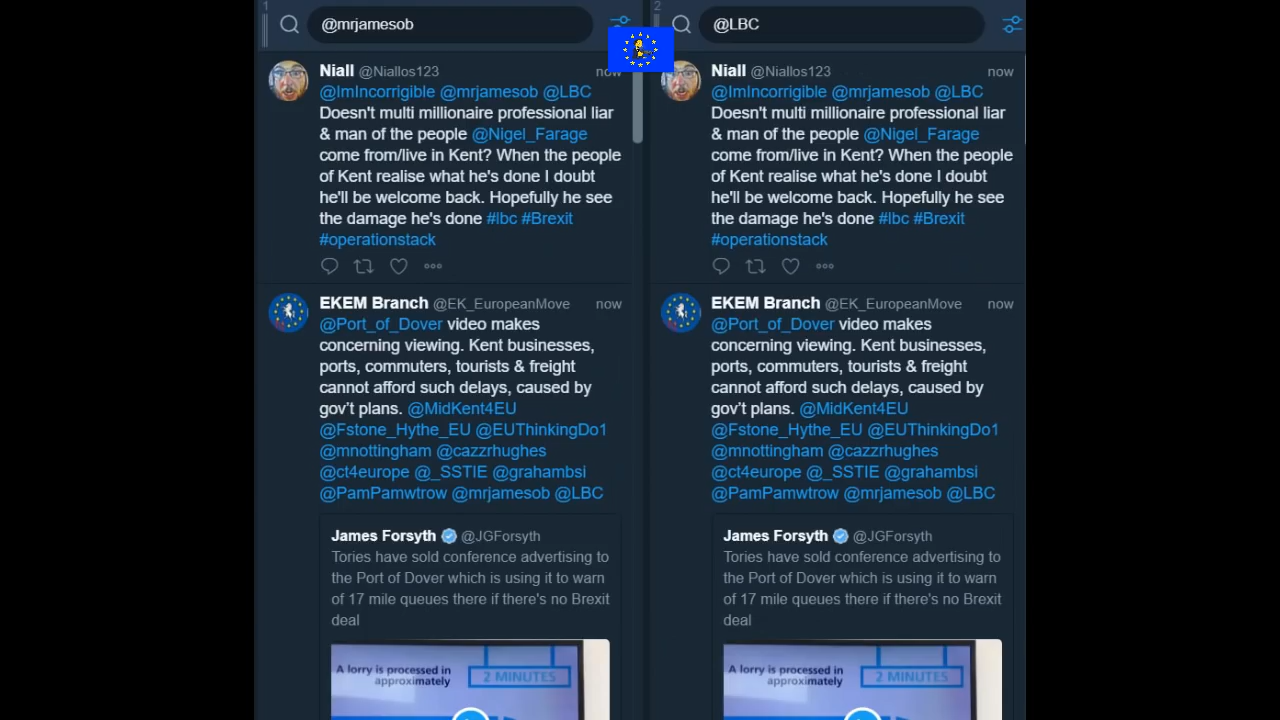 1
@mrjamesob
Niall @Niallos123 now
@ImIncorrigible @mrjamesob @LBC
Doesn't multi millionaire professional liar
& man of the people @Nigel_Farage
come from/live in Kent? When the people
of Kent realise what he's done I doubt
he'll be welcome back. Hopefully he see
the damage he's done #lbc #Brexit
#operationstack
EKEM Branch @EK_EuropeanMove now
@Port_of_Dover video makes
concerning viewing. Kent businesses,
ports, commuters, tourists & freight
cannot afford such delays, caused by
gov't plans. @MidKent4EU
@Fstone_Hythe_EU @EUThinkingDo1
@mnottingham @cazzrhughes
@ct4europe @_SSTIE @grahambsi
@PamPamwtrow @mrjamesob @LBC
James Forsyth @JGForsyth
Tories have sold conference advertising to
the Port of Dover which is using it to warn
of 17 mile queues there if there's no Brexit
deal
A lorry is processed in
approximately
2 MINUTES
2
@LBC
Niall @Niallos123 now
@ImIncorrigible @mrjamesob @LBC
Doesn't multi millionaire professional liar
& man of the people @Nigel_Farage
come from/live in Kent? When the people
of Kent realise what he's done I doubt
he'll be welcome back. Hopefully he see
the damage he's done #lbc #Brexit
#operationstack
EKEM Branch @EK_EuropeanMove now
@Port_of_Dover video makes
concerning viewing. Kent businesses,
ports, commuters, tourists & freight
cannot afford such delays, caused by
gov't plans. @MidKent4EU
@Fstone_Hythe_EU @EUThinkingDo1
@mnottingham @cazzrhughes
@ct4europe @_SSTIE @grahambsi
@PamPamwtrow @mrjamesob @LBC
James Forsyth @JGForsyth
Tories have sold conference advertising to
the Port of Dover which is using it to warn
of 17 mile queues there if there's no Brexit
deal
A lorry is processed in
approximately
2 MINUTES